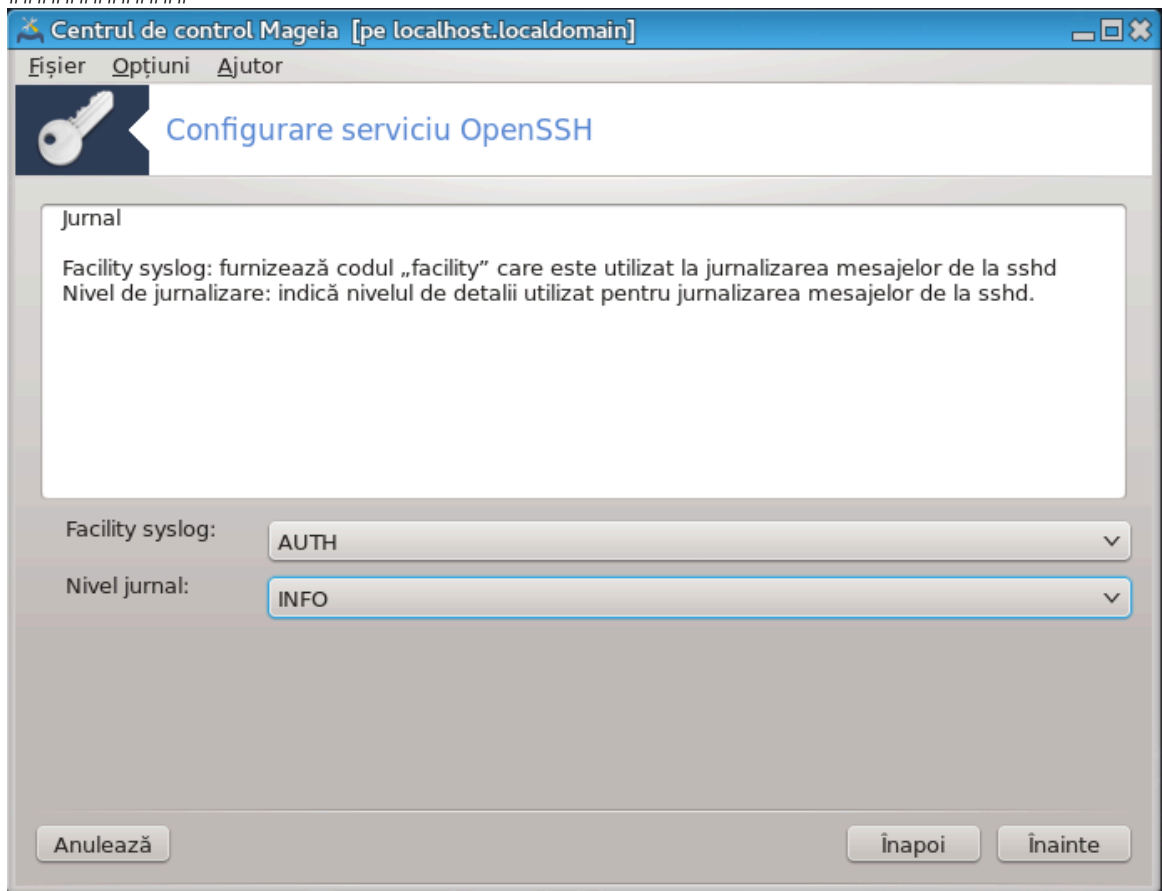 Centrul de control Mageia [pe localhost.localdomain]
Fișier Opțiuni Ajutor
Configurare serviciu OpenSSH
Jurnal
Facility syslog: furnizează codul „facility” care este utilizat la jurnalizarea mesajelor de la sshd
Nivel de jurnalizare: indică nivelul de detalii utilizat pentru jurnalizarea mesajelor de la sshd.
Facility syslog:
AUTH
Nivel jurnal:
INFO
Anulează
Înapoi
Înainte